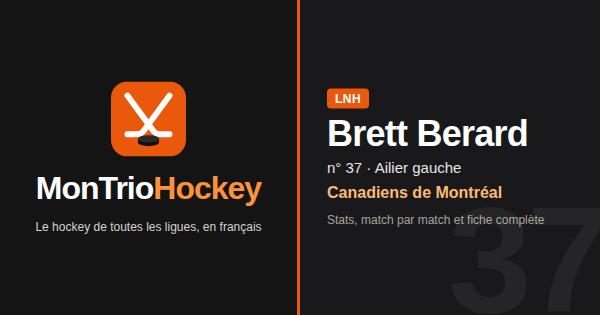 MonTrioHockey
Le hockey de toutes les ligues, en français
LNH
Brett Berard
n° 37 · Ailier gauche
Canadiens de Montréal
Stats, match par match et fiche complète
37